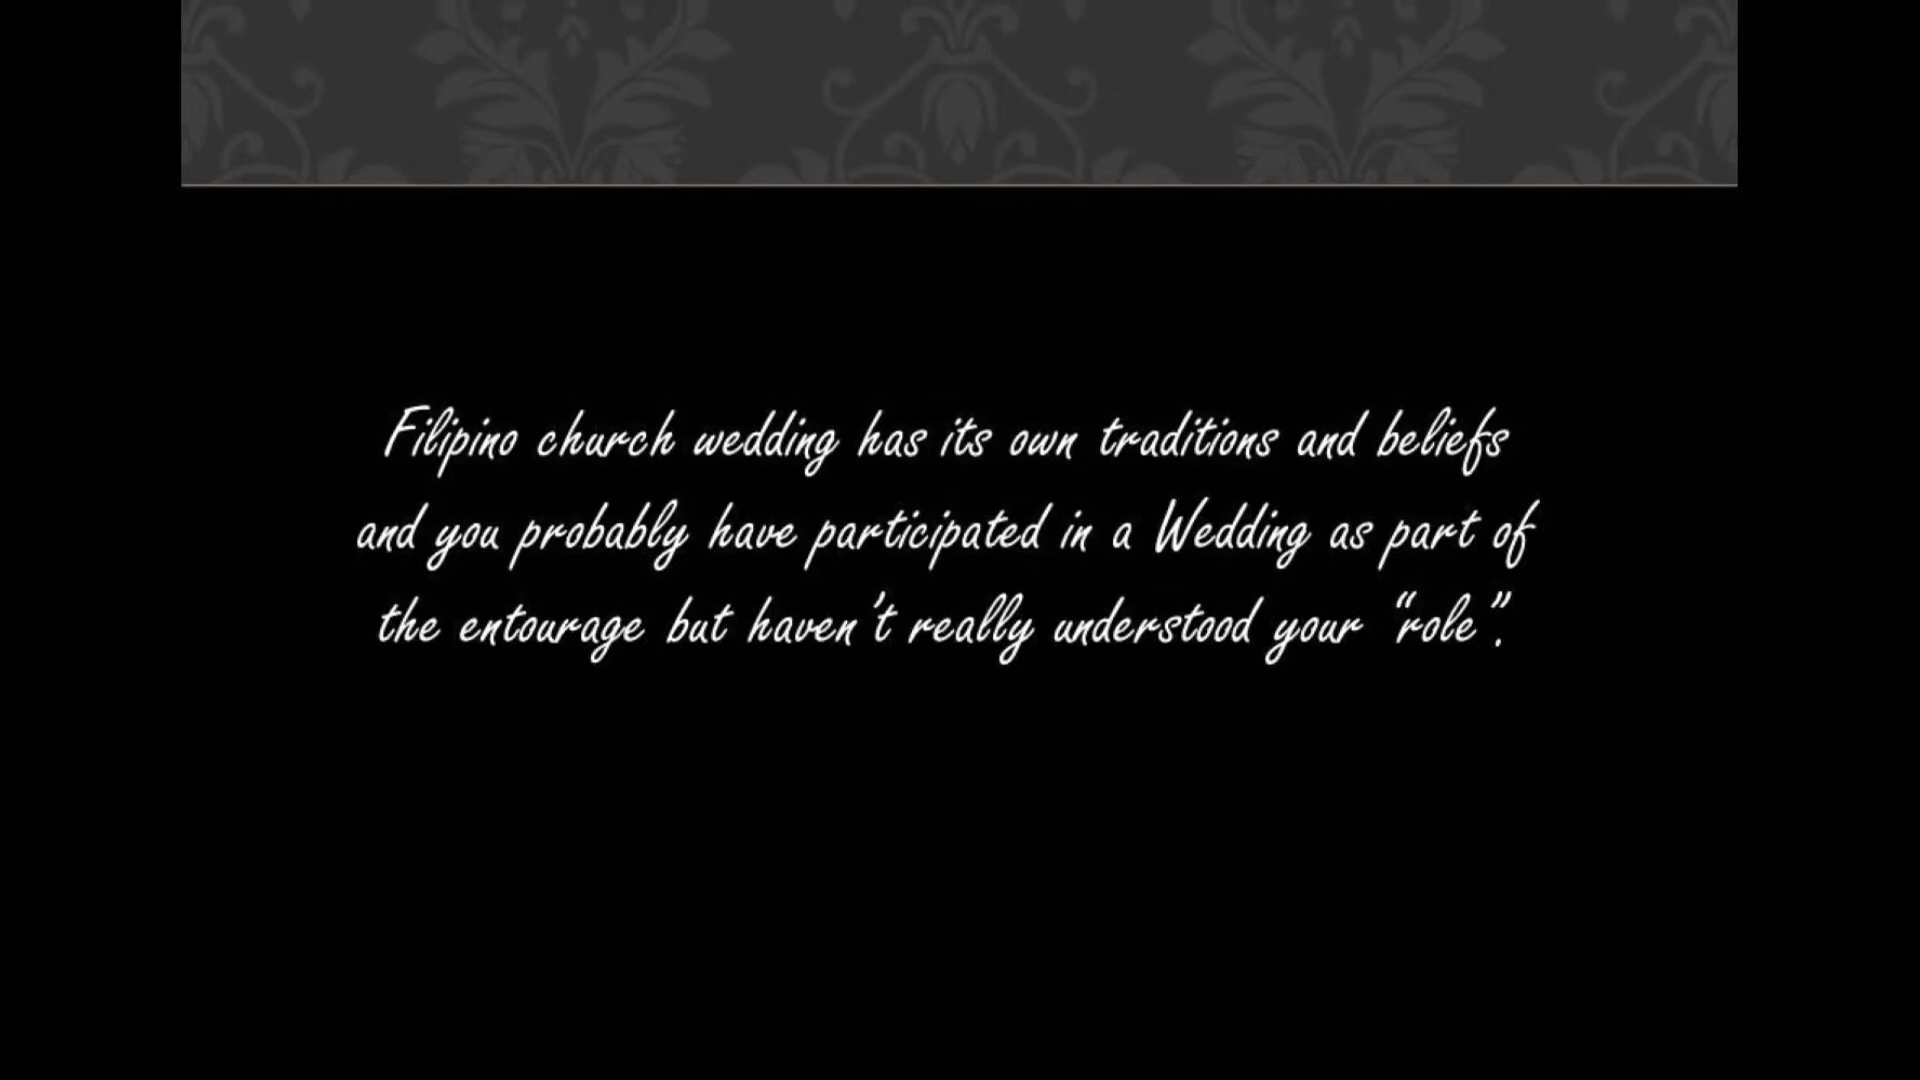 Filipino church wedding has its own traditions and beliefs
and you probably have participated in a Wedding as part of
the entourage but haven't really understood your “role”.